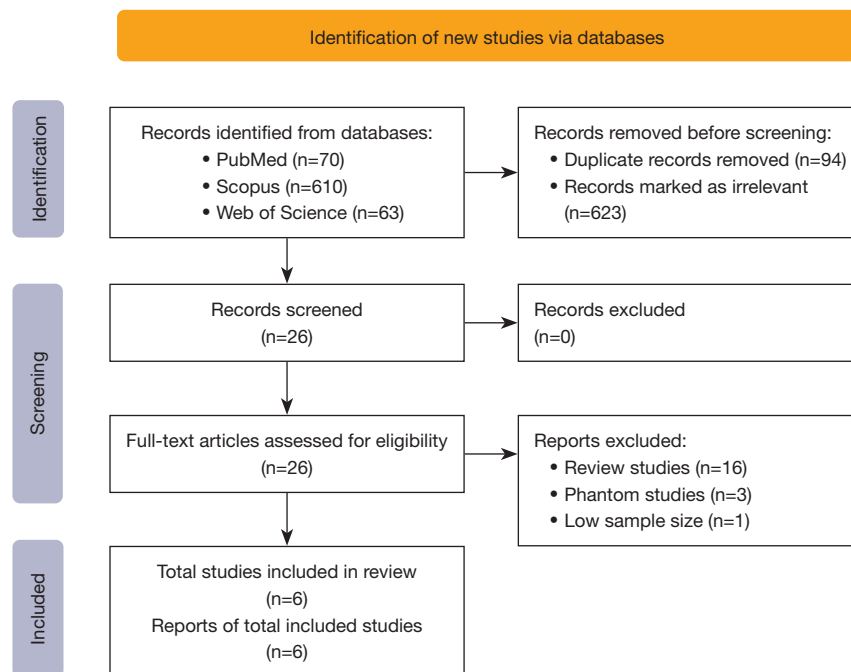 Identification of new studies via databases
Identification
Records identified from databases:
• PubMed (n=70)
• Scopus (n=610)
• Web of Science (n=63)
Records removed before screening:
• Duplicate records removed (n=94)
• Records marked as irrelevant
(n=623)
Screening
Records screened
(n=26)
Records excluded
(n=0)
Full-text articles assessed for eligibility
(n=26)
Reports excluded:
• Review studies (n=16)
• Phantom studies (n=3)
• Low sample size (n=1)
Included
Total studies included in review
(n=6)
Reports of total included studies
(n=6)